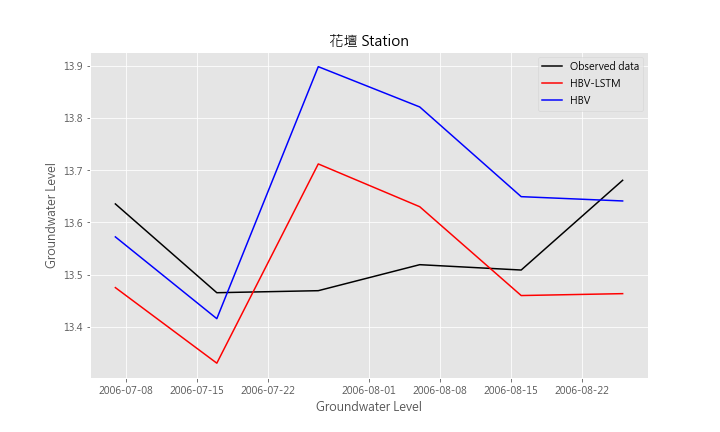 花壇 Station
Observed data
HBV-LSTM
HBV
Groundwater Level
13.9
13.8
13.7
13.6
13.5
13.4
2006-07-08
2006-07-15
2006-07-22
2006-08-01
2006-08-08
2006-08-15
2006-08-22
Groundwater Level